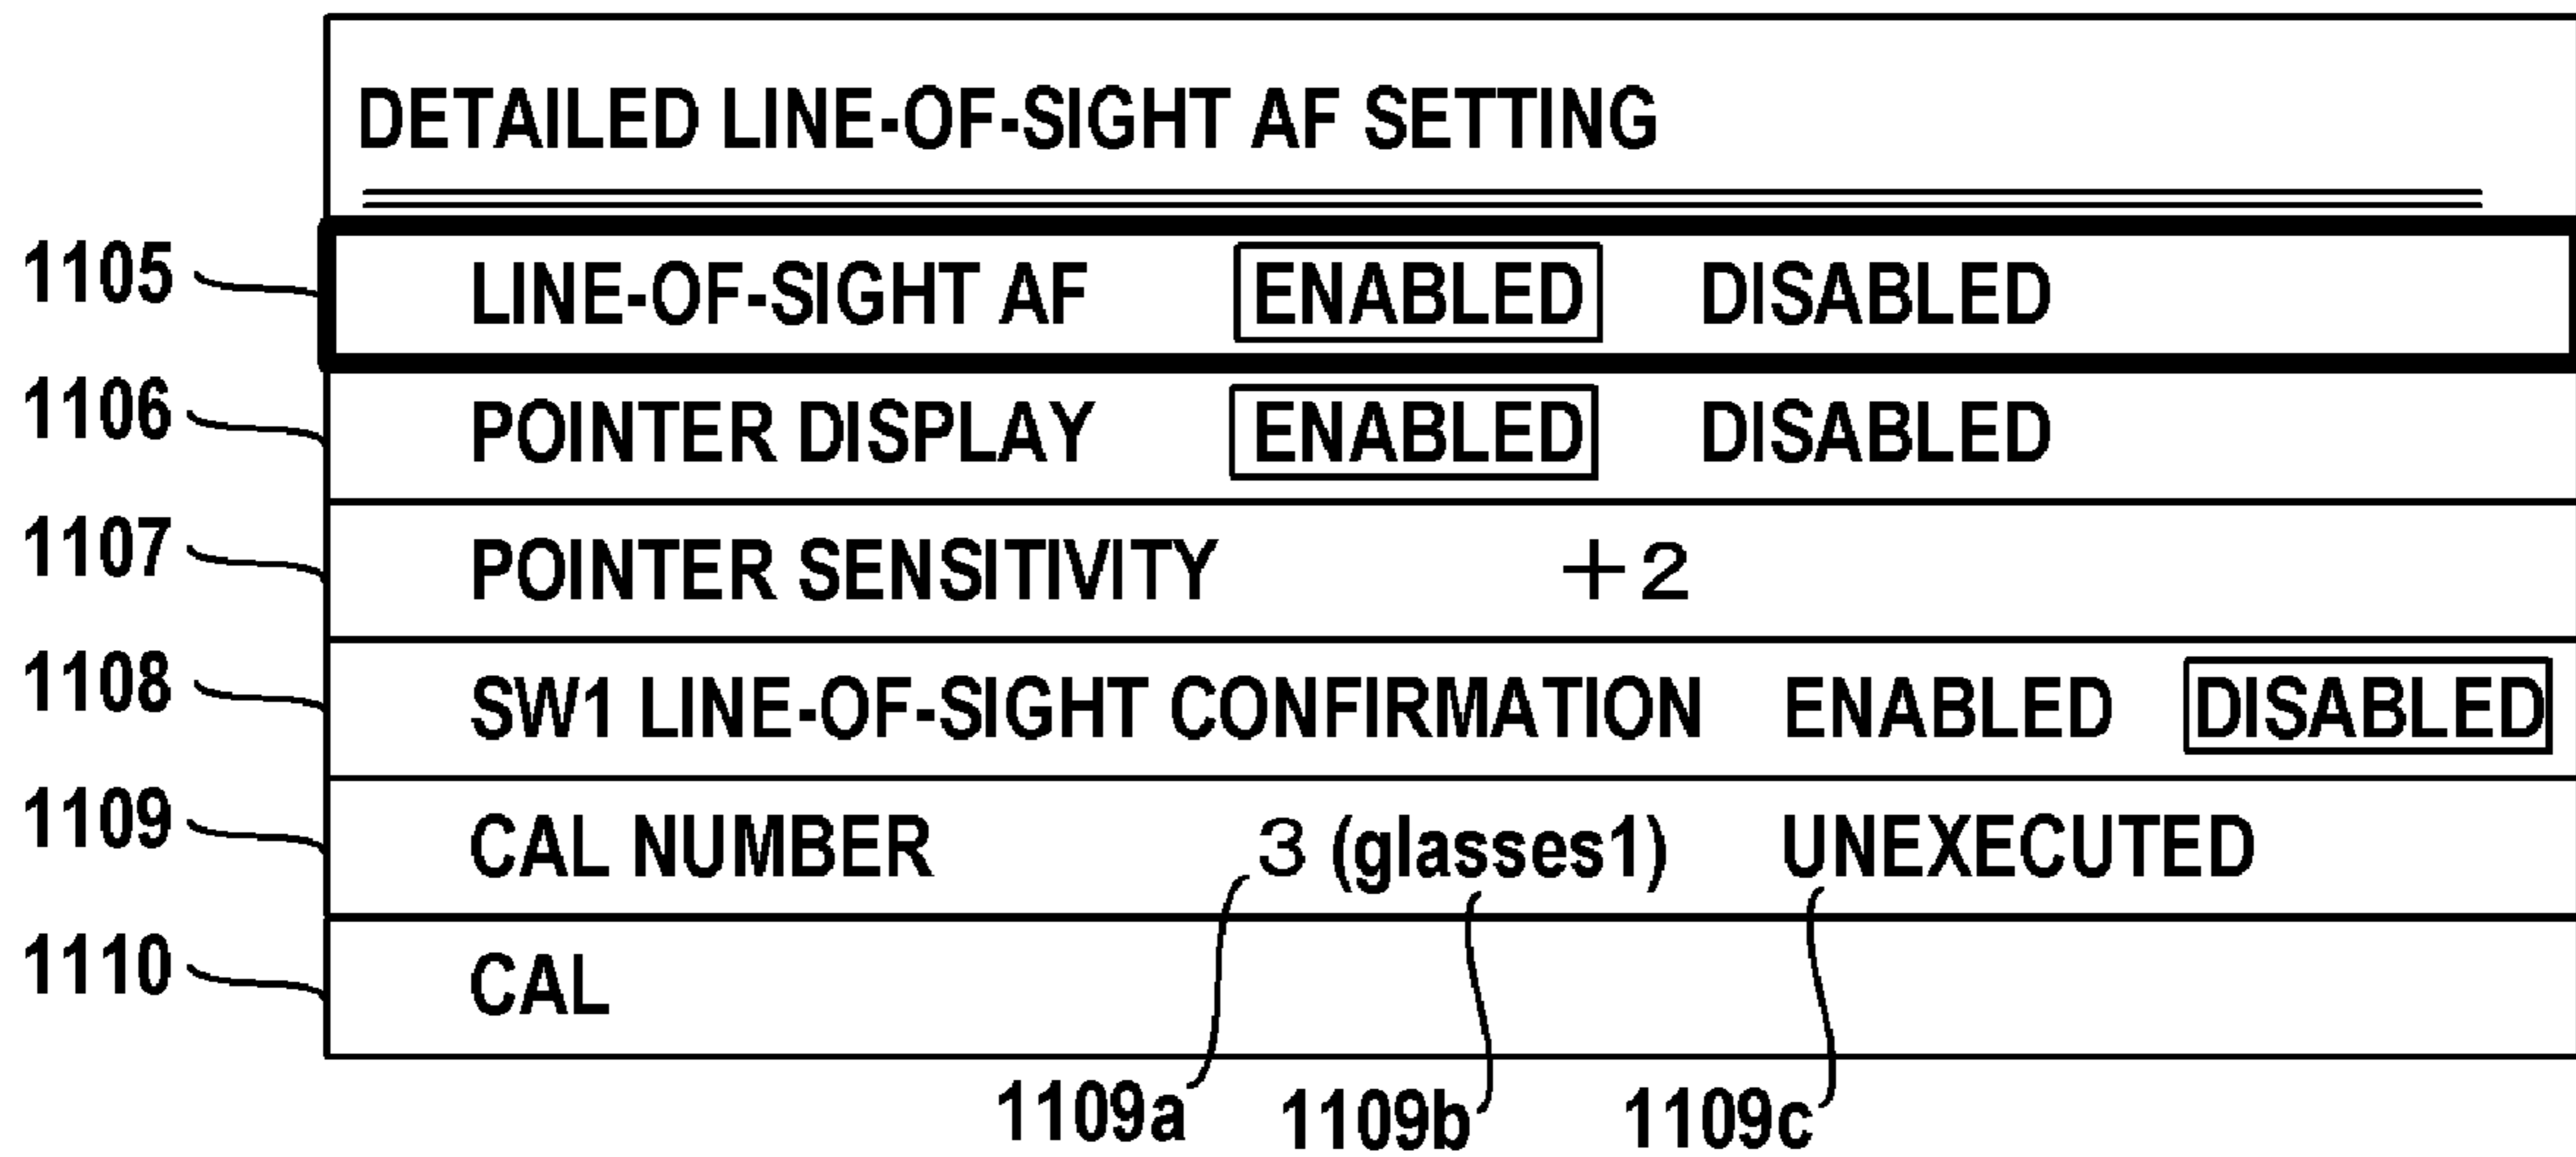 DETAILED LINE-OF-SIGHT AF SETTING
1105 LINE-OF-SIGHT AF ENABLED DISABLED
1106 POINTER DISPLAY ENABLED DISABLED
1107 POINTER SENSITIVITY +2
1108 SW1 LINE-OF-SIGHT CONFIRMATION ENABLED DISABLED
1109 CAL NUMBER 3 (glasses1) UNEXECUTED
1110 CAL
1109a 1109b 1109c